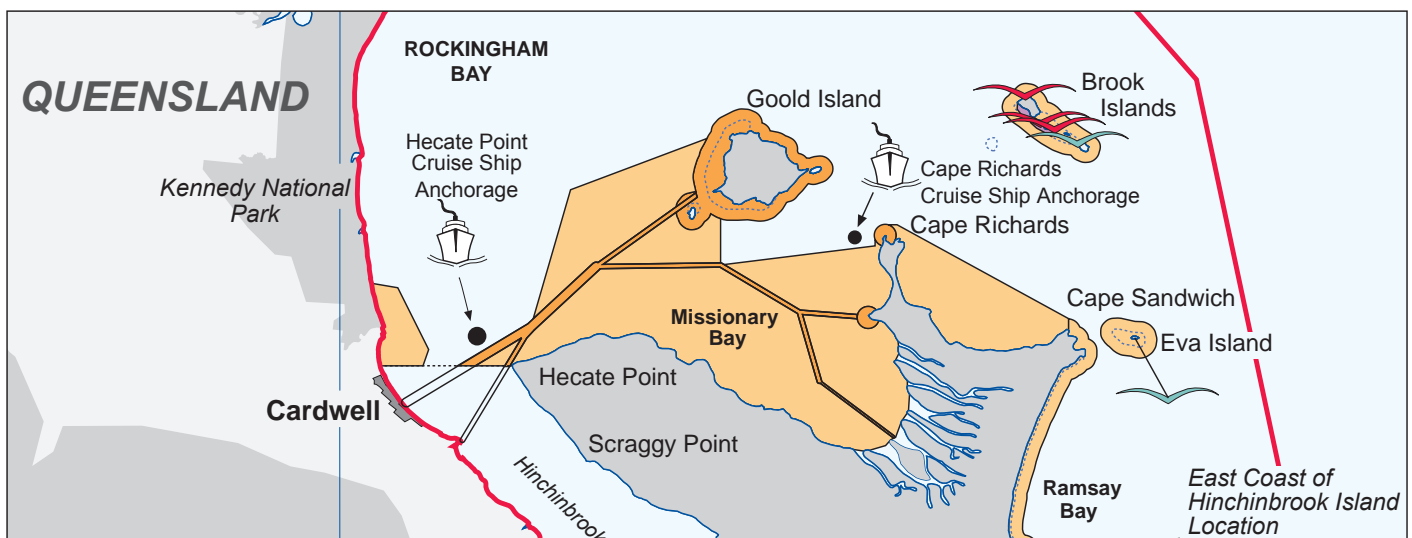 ROCKINGHAM
BAY
QUEENSLAND
Goold Island
Brook
Islands
Hecate Point
Cruise Ship
Anchorage
Kennedy National
Park
Cape Richards
Cruise Ship Anchorage
Cape Richards
Cape Sandwich
Missionary
Bay
Eva Island
Hecate Point
Cardwell
Scraggy Point
Hinchinbrook
Ramsay
Bay
East Coast of
Hinchinbrook Island
Location